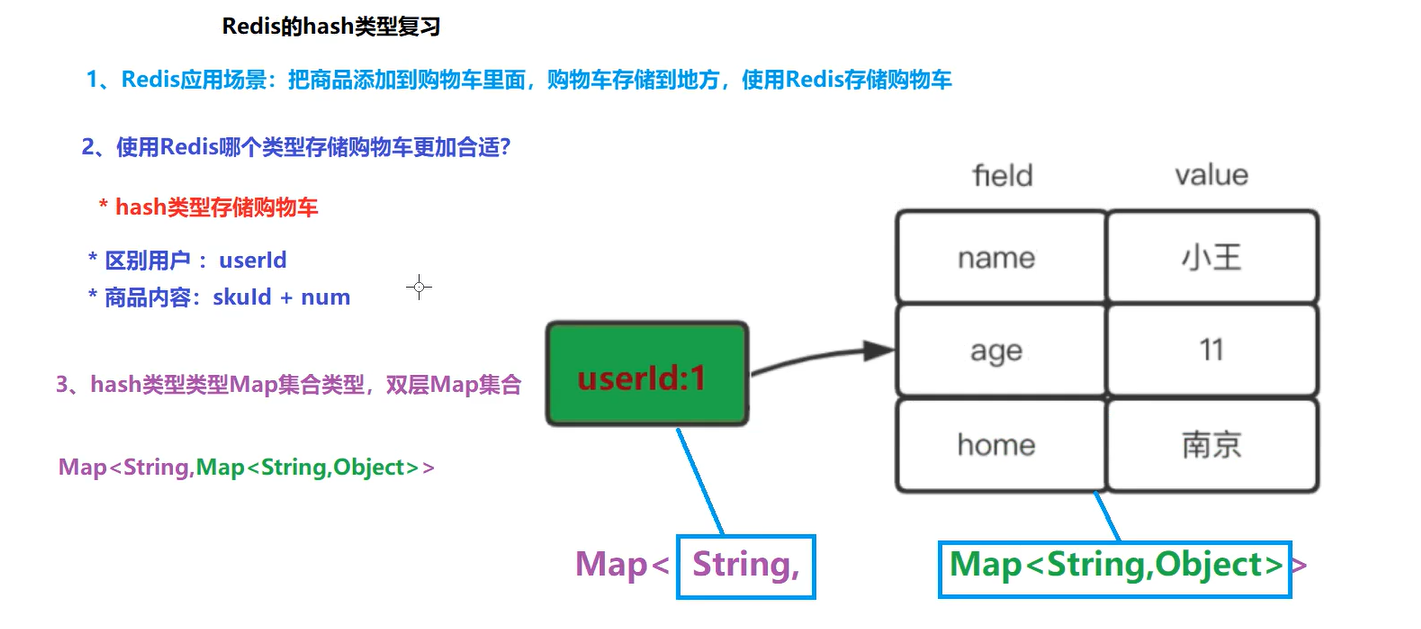 Redis的hash类型复习
1、Redis应用场景：把商品添加到购物车里面，购物车存储到地方，使用Redis存储购物车
2、使用Redis哪个类型存储购物车更加合适？
* hash类型存储购物车
* 区别用户 ：userId
* 商品内容：skuId + num
3、hash类型类型Map集合类型，双层Map集合
Map<String,Map<String,Object>>
userId:1
field value
name 小王
age 11
home 南京
Map< String, Map<String,Object>>